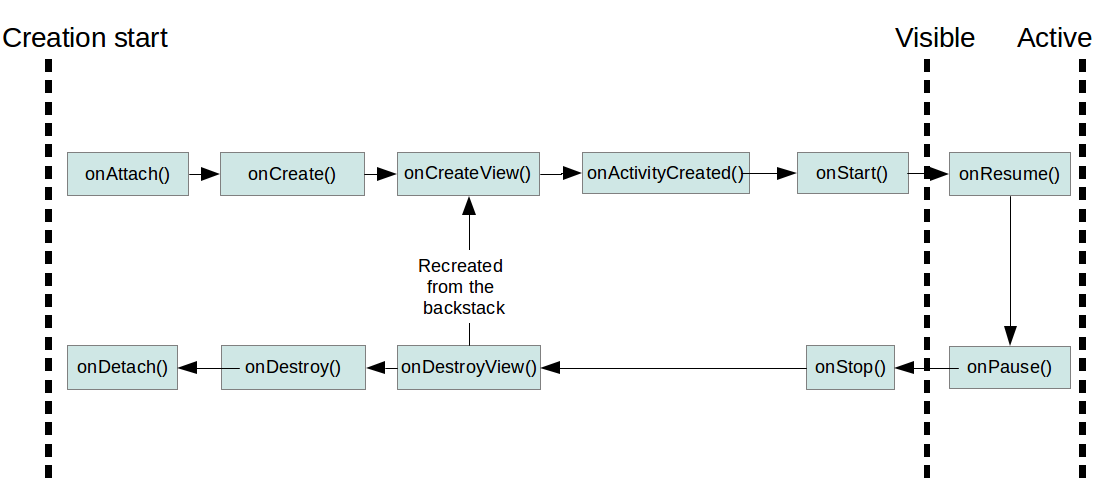 Creation start
Visible
Active
onAttach()
onCreate()
onCreateView()
onActivityCreated()
onStart()
onResume()
Recreated
from the
backstack
onDetach()
onDestroy()
onDestroyView()
onStop()
onPause()